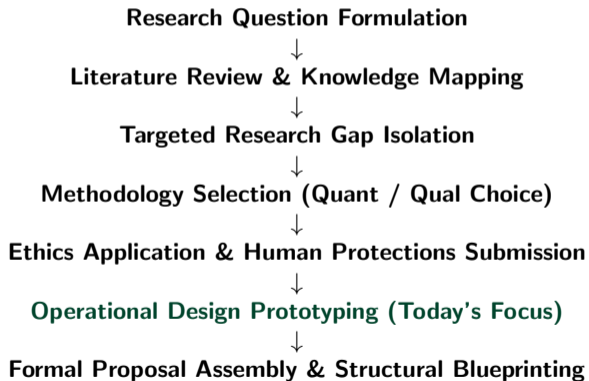 Research Question Formulation
↓
Literature Review & Knowledge Mapping
↓
Targeted Research Gap Isolation
↓
Methodology Selection (Quant / Qual Choice)
↓
Ethics Application & Human Protections Submission
↓
Operational Design Prototyping (Today's Focus)
↓
Formal Proposal Assembly & Structural Blueprinting